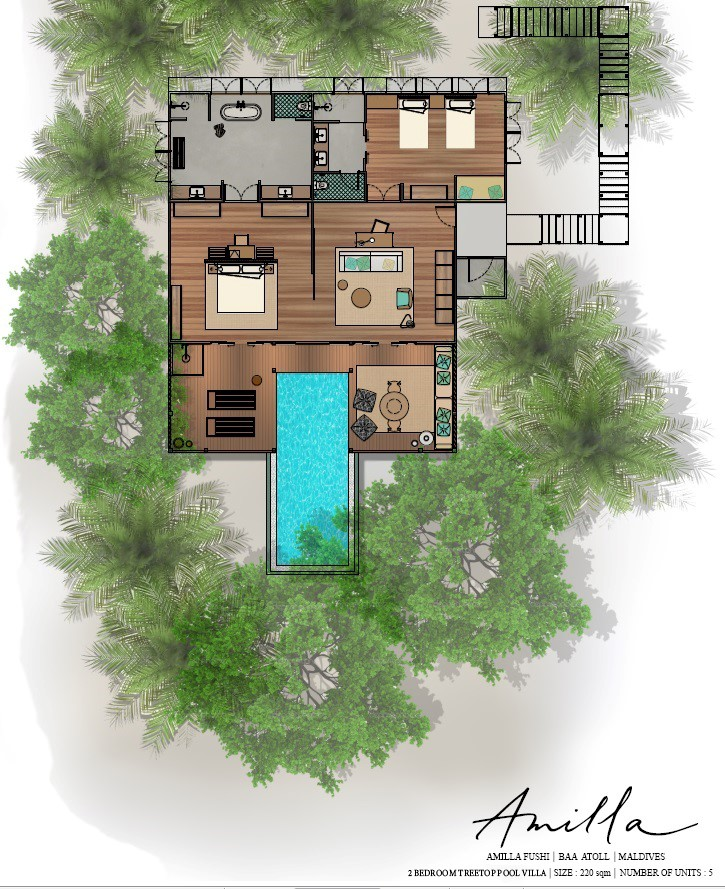 Amilla
AMILLA FUSHI | BAA ATOLL | MALDIVES
2 BEDROOM TREETOP POOL VILLA | SIZE : 220 sqm | NUMBER OF UNITS : 5